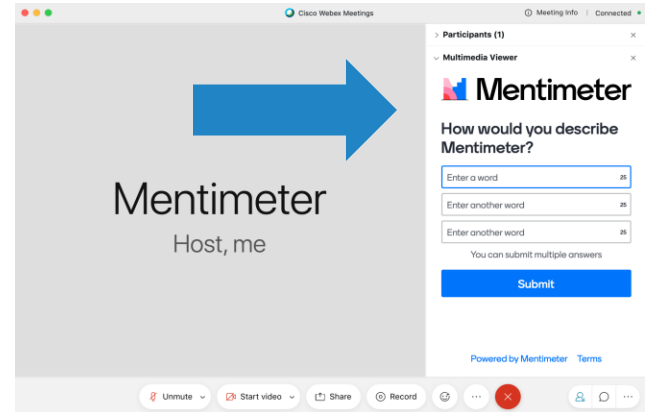 Cisco Webex Meetings
Meeting Info | Connected
Participants (1)
Multimedia Viewer
Mentimeter
How would you describe
Mentimeter?
Enter a word 25
Enter another word 25
Enter another word 25
You can submit multiple answers
Submit
Powered by Mentimeter Terms
Mentimeter
Host, me
Unmute Start video Share Record